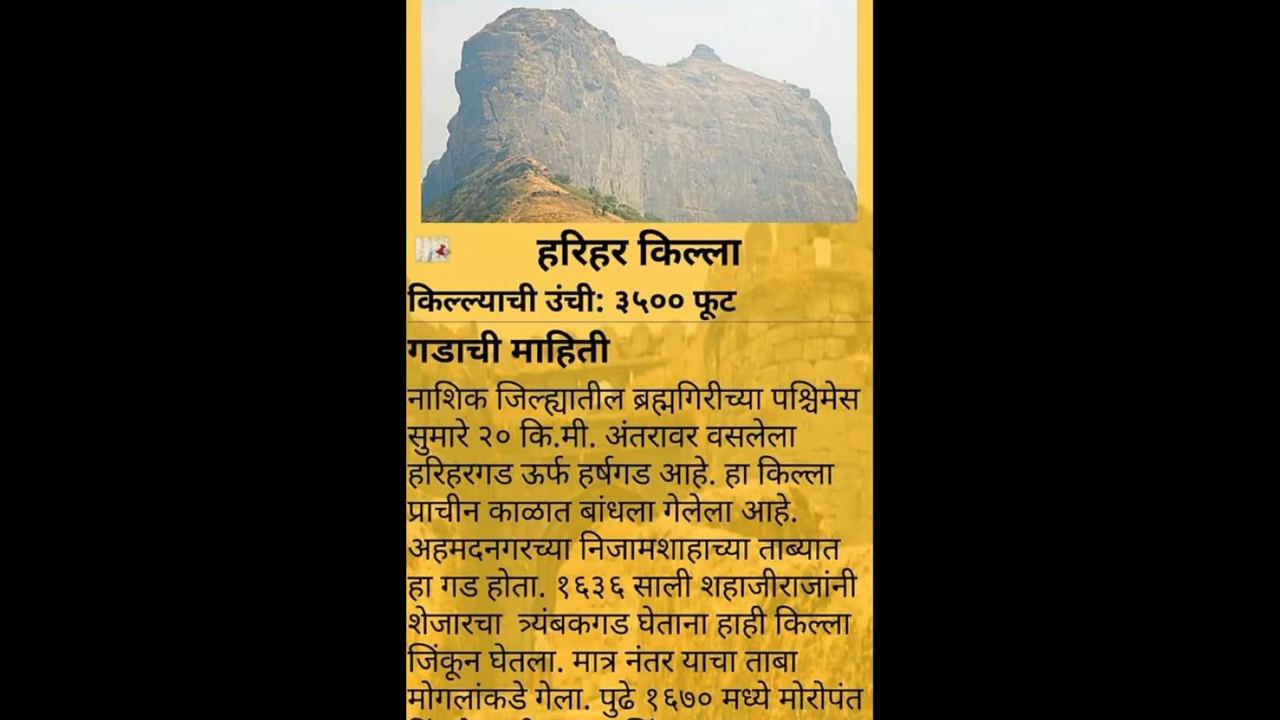 हरिहर किल्ला
किल्ल्याची उंची: ३५०० फूट
गडाची माहिती
नाशिक जिल्ह्यातील ब्रह्मगिरीच्या पश्चिमेस
सुमारे २० कि.मी. अंतरावर वसलेला
हरिहरगड ऊर्फ हर्षगड आहे. हा किल्ला
प्राचीन काळात बांधला गेलेला आहे.
अहमदनगरच्या निजामशाहाच्या ताब्यात
हा गड होता. १६३६ साली शहाजीराजांनी
शेजारचा त्र्यंबकगड घेताना हाही किल्ला
जिंकून घेतला. मात्र नंतर याचा ताबा
मोगलांकडे गेला. पुढे १६७० मध्ये मोरोपंत